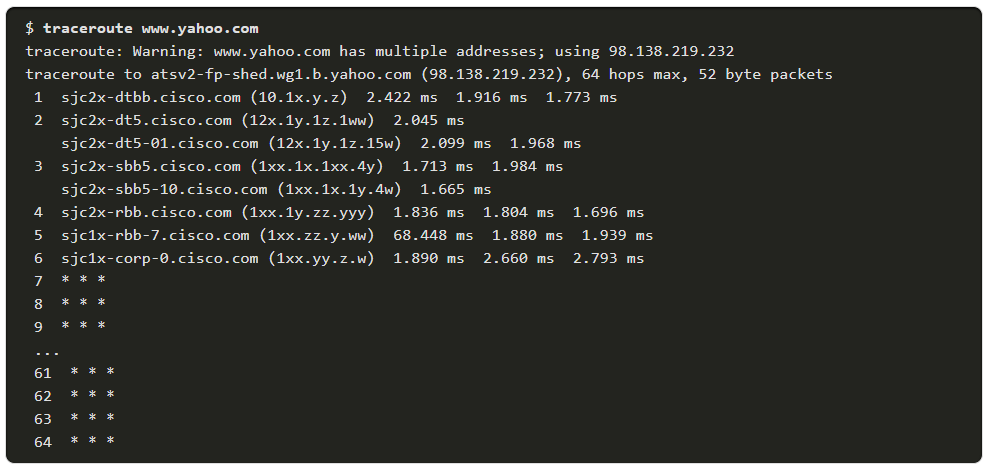 $ traceroute www.yahoo.com
traceroute: Warning: www.yahoo.com has multiple addresses; using 98.138.219.232
traceroute to atsv2-fp-shed.wg1.b.yahoo.com (98.138.219.232), 64 hops max, 52 byte packets
1 sjc2x-dtbb.cisco.com (10.1x.y.z) 2.422 ms 1.916 ms 1.773 ms
2 sjc2x-dt5.cisco.com (12x.1y.1z.1ww) 2.045 ms
sjc2x-dt5-01.cisco.com (12x.1y.1z.15w) 2.099 ms 1.968 ms
3 sjc2x-sbb5.cisco.com (1xx.1x.1xx.4y) 1.713 ms 1.984 ms
sjc2x-sbb5-10.cisco.com (1xx.1x.1y.4w) 1.665 ms
4 sjc2x-rbb.cisco.com (1xx.1y.zz.yyy) 1.836 ms 1.804 ms 1.696 ms
5 sjc1x-rbb-7.cisco.com (1xx.zz.y.ww) 68.448 ms 1.880 ms 1.939 ms
6 sjc1x-corp-0.cisco.com (1xx.yy.z.w) 1.890 ms 2.660 ms 2.793 ms
7 * * *
8 * * *
9 * * *
...
61 * * *
62 * * *
63 * * *
64 * * *